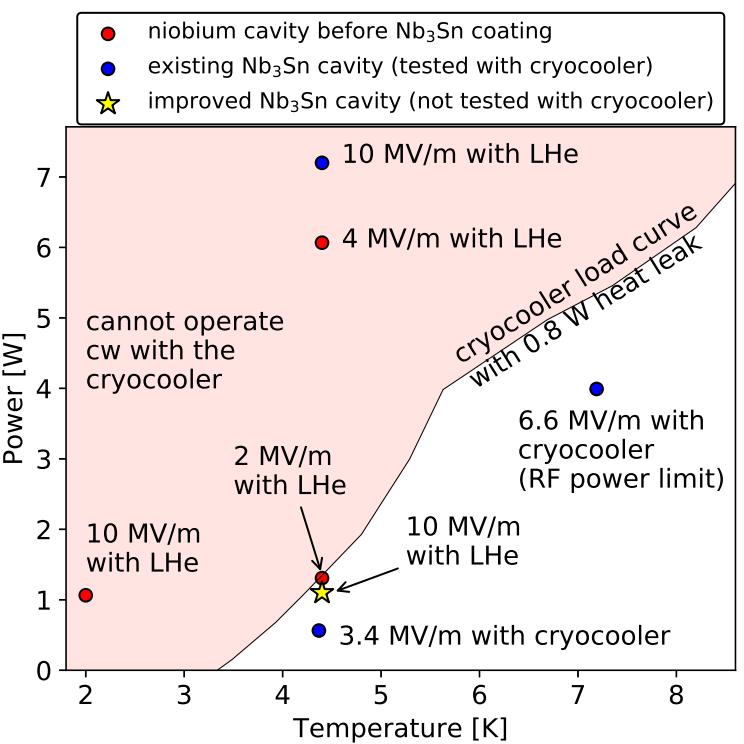 niobium cavity before Nb₃Sn coating
existing Nb₃Sn cavity (tested with cryocooler)
improved Nb₃Sn cavity (not tested with cryocooler)
10 MV/m with LHe
4 MV/m with LHe
cryocooler load curve
with 0.8 W heat leak
cannot operate
cw with the
cryocooler
6.6 MV/m with
cryocooler
(RF power limit)
2 MV/m
with LHe
10 MV/m
with LHe
10 MV/m
with LHe
3.4 MV/m with cryocooler
Power [W]
7
6
5
4
3
2
1
0
2 3 4 5 6 7 8
Temperature [K]